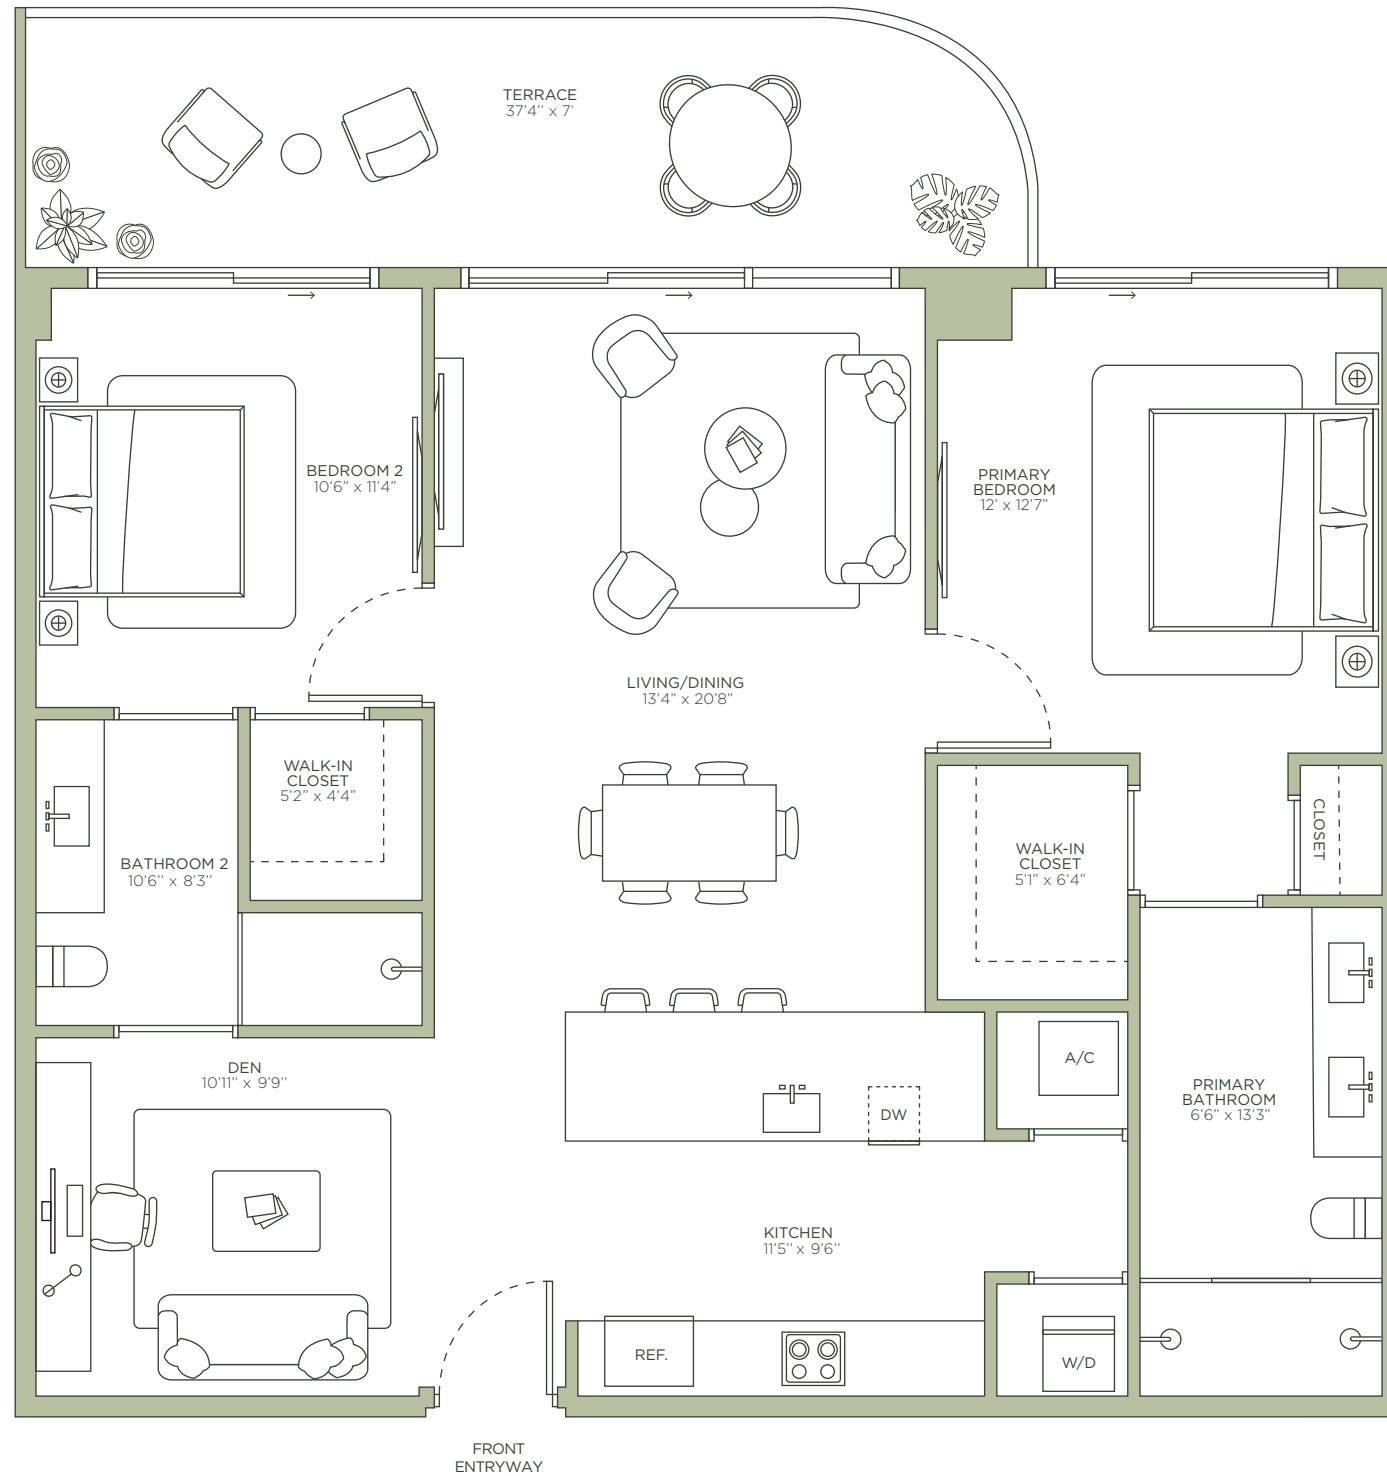 TERRACE
37'4'' x 7'
BEDROOM 2
10'6" x 11'4"
PRIMARY
BEDROOM
12' x 12'7"
LIVING/DINING
13'4" x 20'8"
WALK-IN
CLOSET
5'2" x 4'4"
BATHROOM 2
10'6" x 8'3"
WALK-IN
CLOSET
5'1" x 6'4"
CLOSET
DEN
10'11'' x 9'9''
A/C
DW
PRIMARY
BATHROOM
6'6" x 13'3"
KITCHEN
11'5'' x 9'6''
REF.
W/D
FRONT
ENTRYWAY